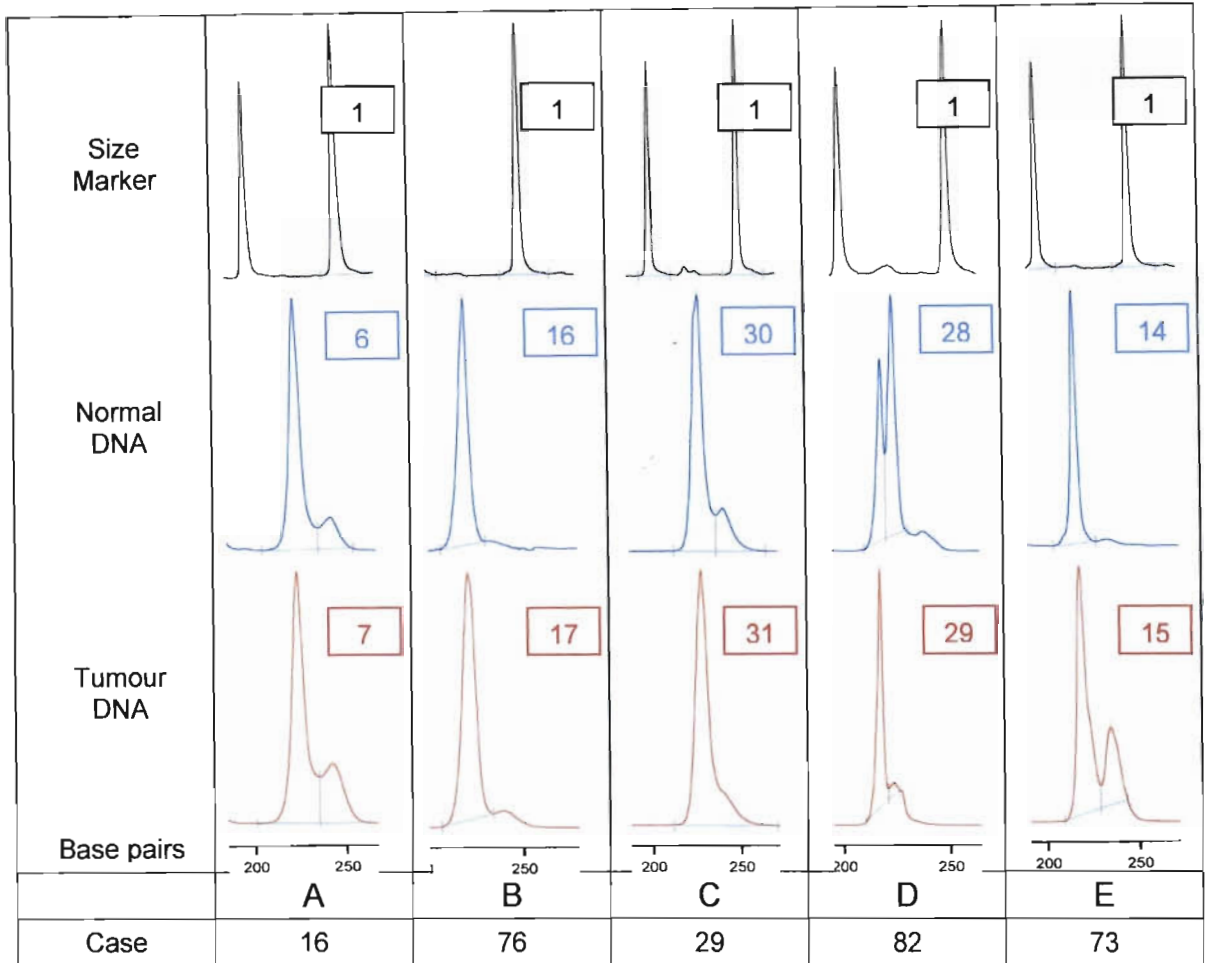 Size
Marker
1 1 1 1 1
Normal
DNA
6 16 30 28 14
Tumour
DNA
7 17 31 29 15
Base pairs
200 250 250 200 250 200 250 200 250
A B C D E
Case 16 76 29 82 73